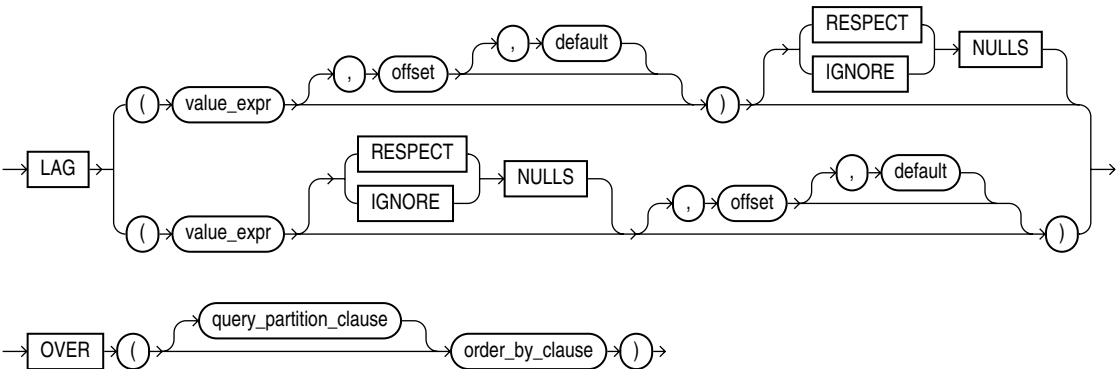 RESPECT
, default
, offset IGNORE NULLS
( value_expr )
LAG
RESPECT
, default
IGNORE NULLS , offset
( value_expr )
query_partition_clause
OVER ( order_by_clause )